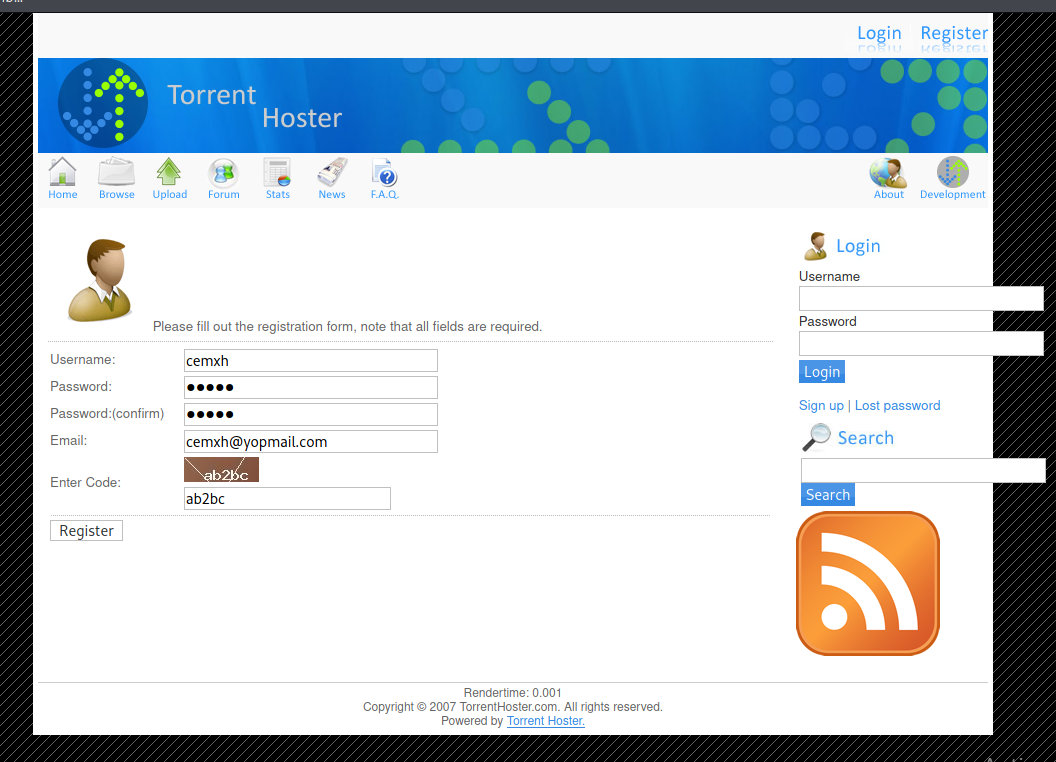 Login Register
Torrent
Hoster
Home Browse Upload Forum Stats News F.A.Q. About Development
Please fill out the registration form, note that all fields are required.
Username: cemxh
Password: ●●●●●
Password:(confirm) ●●●●●
Email: cemxh@yopmail.com
ab2bc
Enter Code:
ab2bc
Register
Login
Username
Password
Login
Sign up | Lost password
Search
Search
Rendertime: 0.001
Copyright © 2007 TorrentHoster.com. All rights reserved.
Powered by Torrent Hoster.